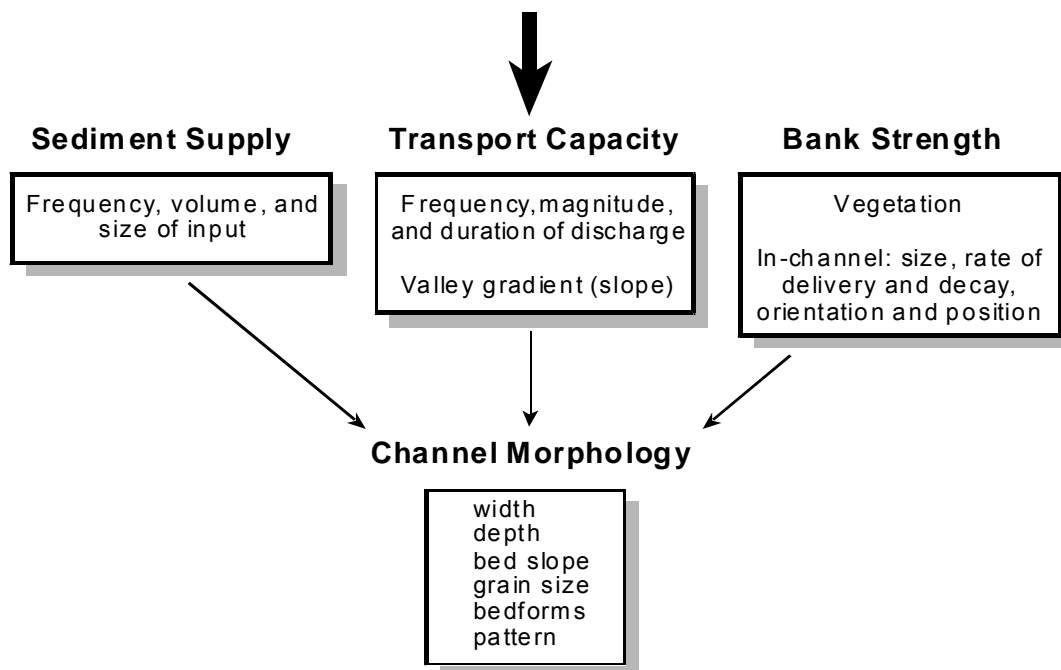 Sediment Supply
Frequency, volume, and
size of input
Transport Capacity
Frequency, magnitude,
and duration of discharge
Valley gradient (slope)
Bank Strength
Vegetation
In-channel: size, rate of
delivery and decay,
orientation and position
Channel Morphology
width
depth
bed slope
grain size
bedforms
pattern